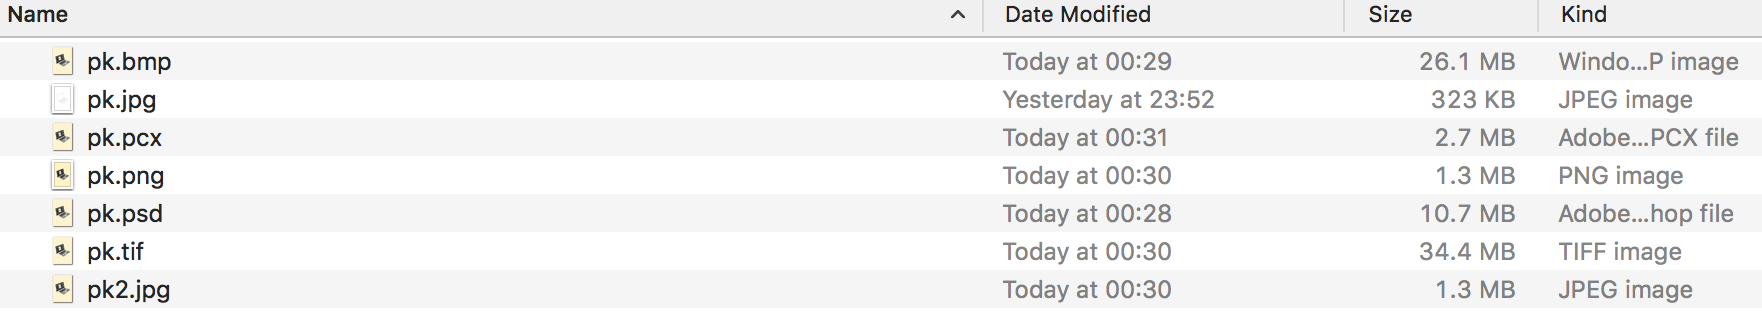 Name Date Modified Size Kind
pk.bmp Today at 00:29 26.1 MB Windo...P image
pk.jpg Yesterday at 23:52 323 KB JPEG image
pk.pcx Today at 00:31 2.7 MB Adobe...PCX file
pk.png Today at 00:30 1.3 MB PNG image
pk.psd Today at 00:28 10.7 MB Adobe...hop file
pk.tif Today at 00:30 34.4 MB TIFF image
pk2.jpg Today at 00:30 1.3 MB JPEG image